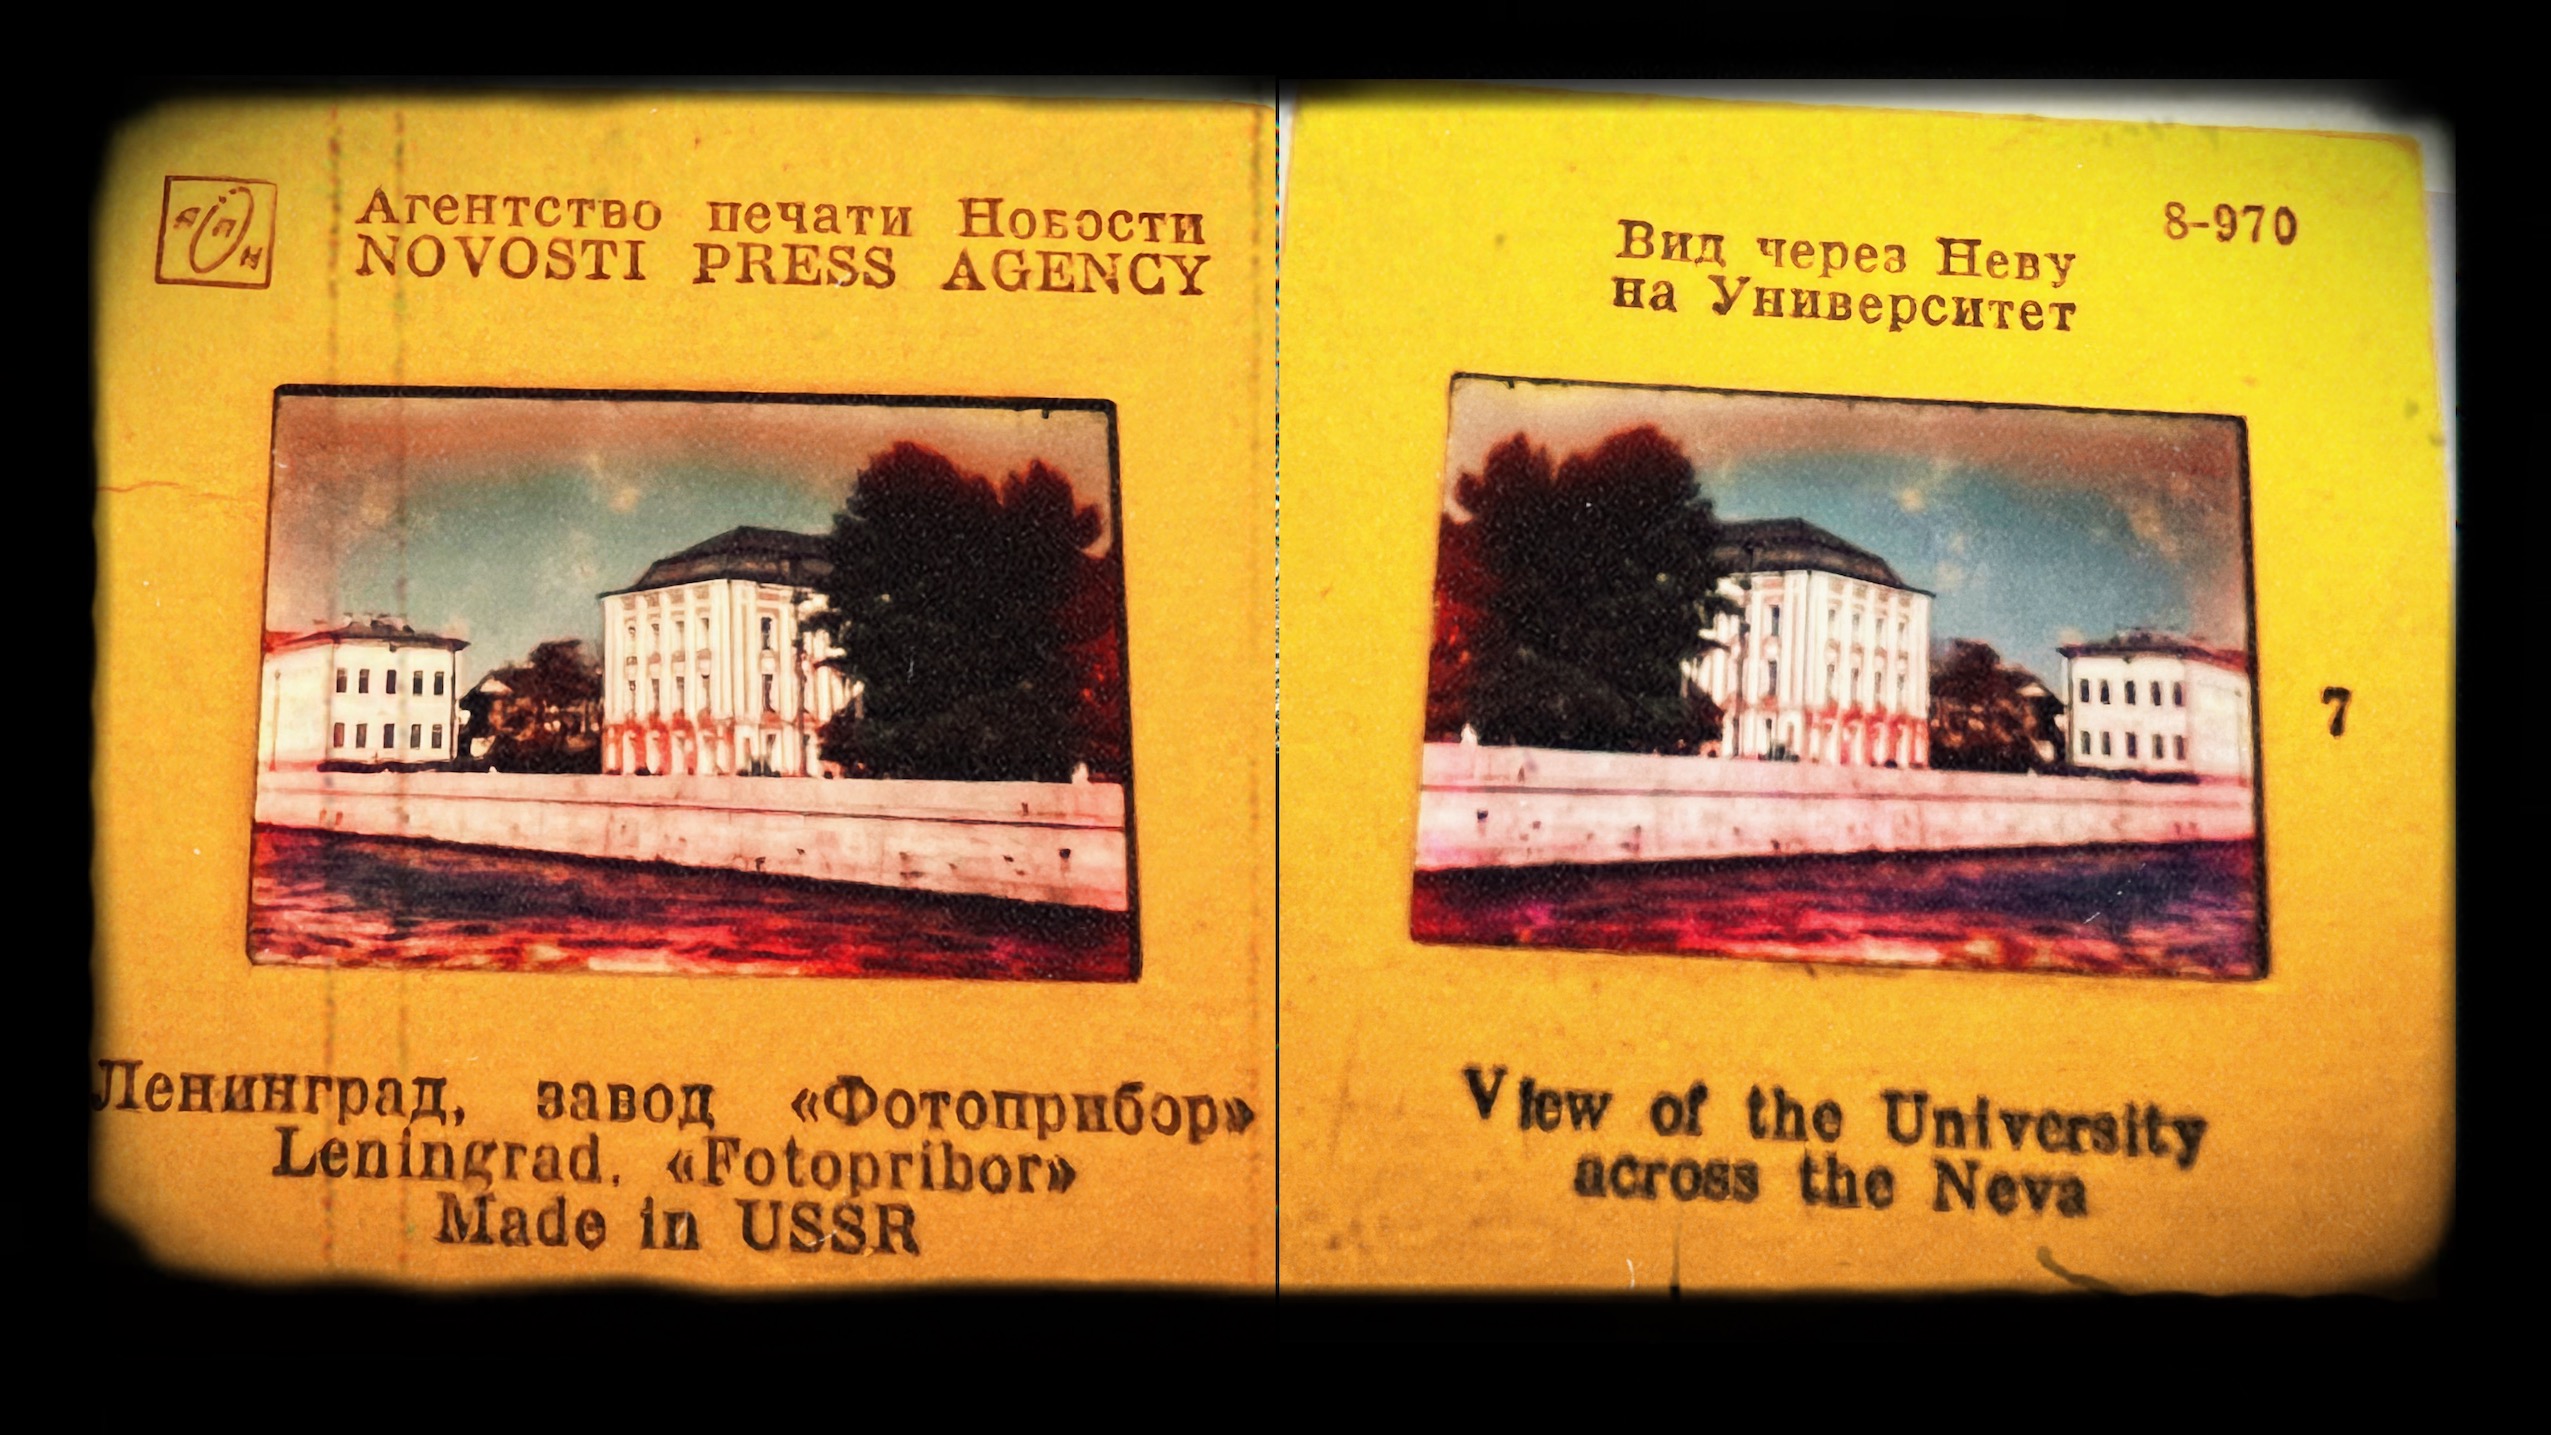 АПН
Агентство печати Новости
NOVOSTI PRESS AGENCY
Ленинград, завод «Фотоприбор»
Leningrad, «Fotopribor»
Made in USSR
8-970
Вид через Неву
на Университет
7
View of the University
across the Neva